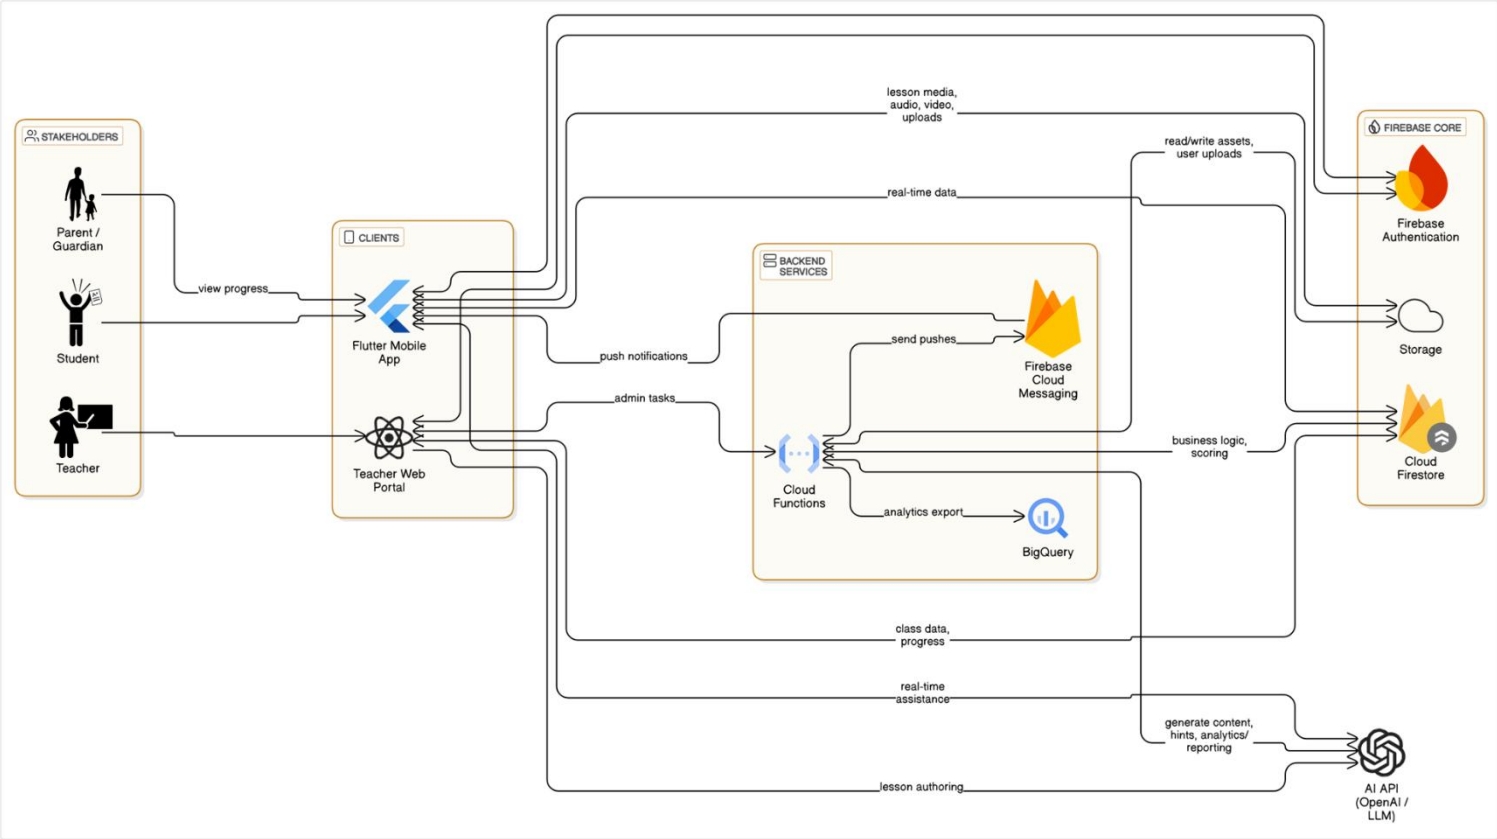 STAKEHOLDERS
Parent /
Guardian
view progress
Student
Teacher
CLIENTS
Flutter Mobile
App
Teacher Web
Portal
lesson media,
audio, video,
uploads
real-time data
push notifications
admin tasks
BACKEND
SERVICES
send pushes
Firebase
Cloud
Messaging
Cloud
Functions
analytics export
BigQuery
read/write assets,
user uploads
business logic,
scoring
class data,
progress
real-time
assistance
generate content,
hints, analytics/
reporting
lesson authoring
FIREBASE CORE
Firebase
Authentication
Storage
Cloud
Firestore
AI API
(OpenAI /
LLM)